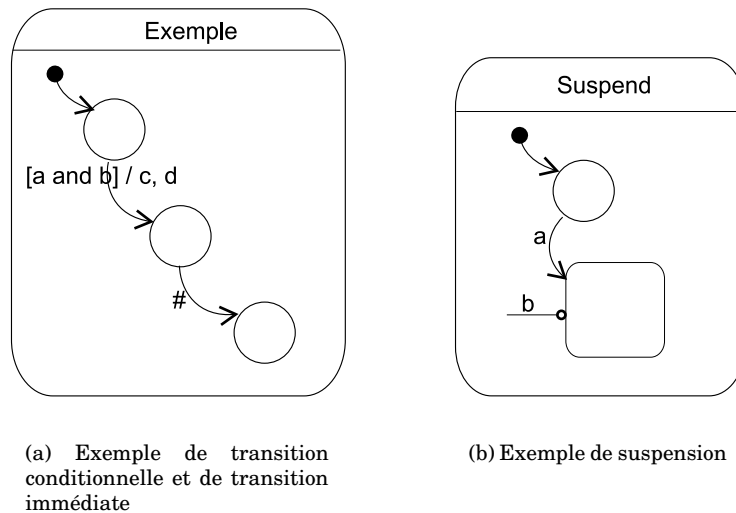 Exemple
[a and b] / c, d
#
Suspend
a
b
(a) Exemple de transition
conditionnelle et de transition
immédiate
(b) Exemple de suspension